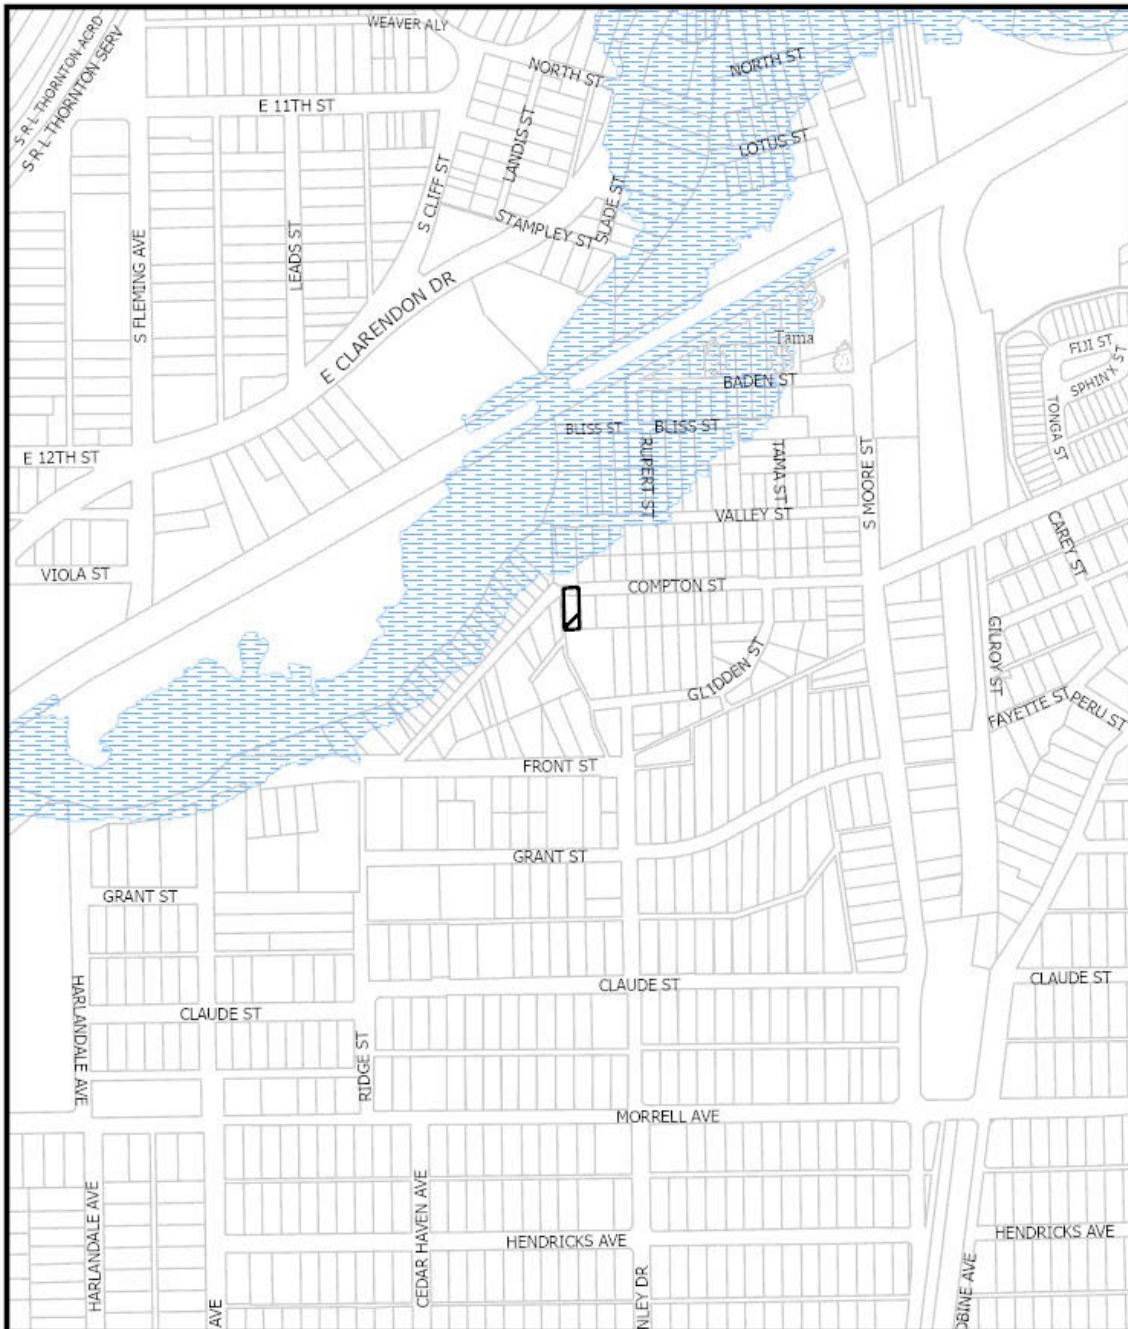 S R L THORNTON ACRD
S R L THORNTON SERV
WEAVER ALY
NORTH ST
NORTH ST
E 11TH ST
LANDIS ST
LOTUS ST
S CLIFF ST
SLADE ST
STAMPLEY ST
S FLEMING AVE
LEADS ST
E CLARENDON DR
Tama
FIJI ST
SPHINX ST
BADEN ST
TONGA ST
BLISS ST
BLISS ST
RUPERT ST
TAMA ST
S MOORE ST
E 12TH ST
VALLEY ST
CAREY ST
VIOLA ST
COMPTON ST
GILROY ST
GLIDDEN ST
FAYETTE ST
PERU ST
FRONT ST
GRANT ST
GRANT ST
HARLANDALE AVE
CLAUDE ST
CLAUDE ST
CLAUDE ST
RIDGE ST
MORRELL AVE
HARLANDALE AVE
CEDAR HAVEN AVE
HENDRICKS AVE
HENDRICKS AVE
AVE
NLEY DR
OBINE AVE